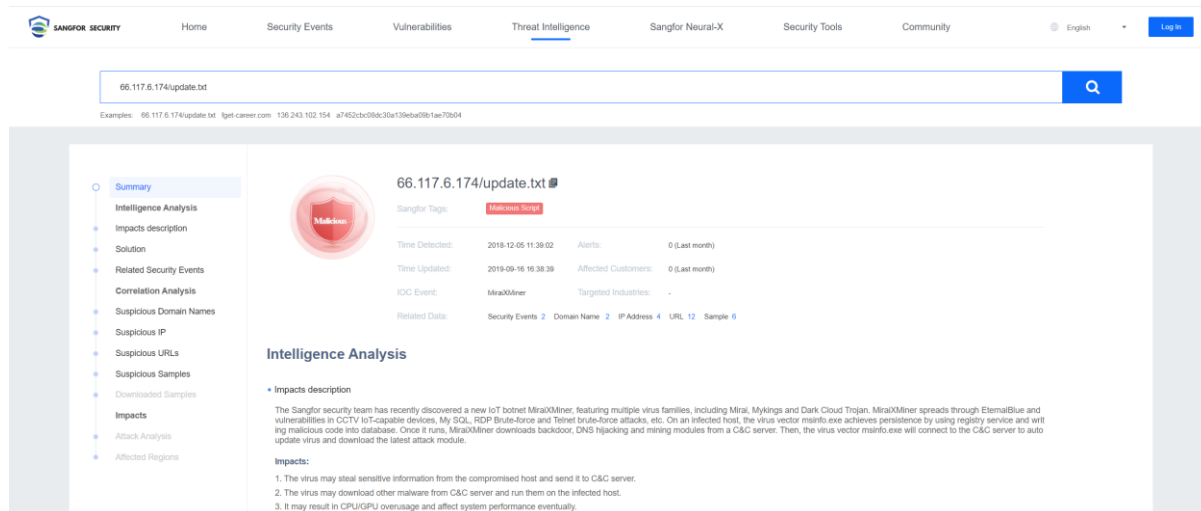 SANGFOR SECURITY Home Security Events Vulnerabilities Threat Intelligence Sangfor Neural-X Security Tools Community English Log In
66.117.6.174/update.txt
Examples: 66.117.6.174/update.txt lget-career.com 136.243.102.154 a7452cbc08dc30a139eba09b1ae70b04
Summary
Intelligence Analysis
Impacts description
Solution
Related Security Events
Correlation Analysis
Suspicious Domain Names
Suspicious IP
Suspicious URLs
Suspicious Samples
Downloaded Samples
Impacts
Attack Analysis
Affected Regions
Malicious
66.117.6.174/update.txt
Sangfor Tags: Malicious Script
Time Detected: 2018-12-05 11:39:02 Alerts: 0 (Last month)
Time Updated: 2019-09-16 16:38:39 Affected Customers: 0 (Last month)
IOC Event: MiraiXMiner Targeted Industries: -
Related Data: Security Events 2 Domain Name 2 IP Address 4 URL 12 Sample 6
Intelligence Analysis
Impacts description
The Sangfor security team has recently discovered a new IoT botnet MiraiXMiner, featuring multiple virus families, including Mirai, Mykings and Dark Cloud Trojan. MiraiXMiner spreads through EternalBlue and
vulnerabilities in CCTV IoT-capable devices, My SQL, RDP Brute-force and Telnet brute-force attacks, etc. On an infected host, the virus vector msinfo.exe achieves persistence by using registry service and writ
ing malicious code into database. Once it runs, MiraiXMiner downloads backdoor, DNS hijacking and mining modules from a C&C server. Then, the virus vector msinfo.exe will connect to the C&C server to auto
update virus and download the latest attack module.
Impacts:
1. The virus may steal sensitive information from the compromised host and send it to C&C server.
2. The virus may download other malware from C&C server and run them on the infected host.
3. It may result in CPU/GPU overusage and affect system performance eventually.